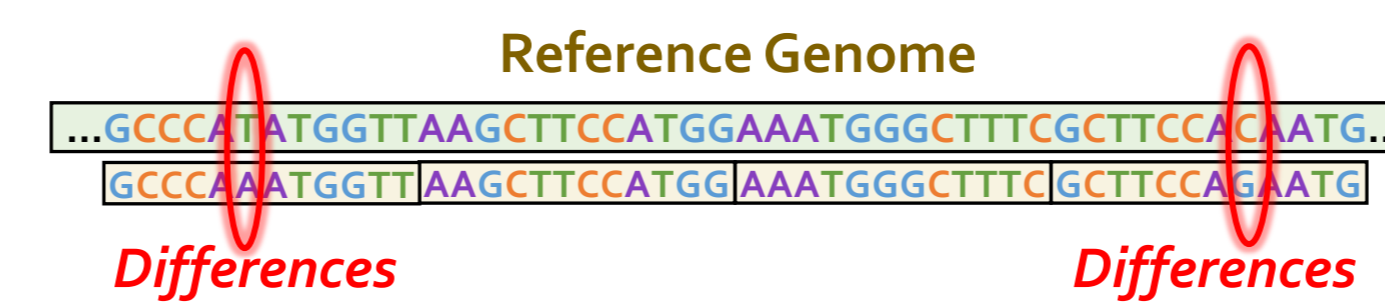 Reference Genome
...GCCCATATGGTTAAGCTTCCATGGAAATGGGCTTTCGCTTCCACAATG..
GCCCAAATGGTT AAGCTTCCATGG AAATGGGCTTTC GCTTCCAGAATG
Differences Differences